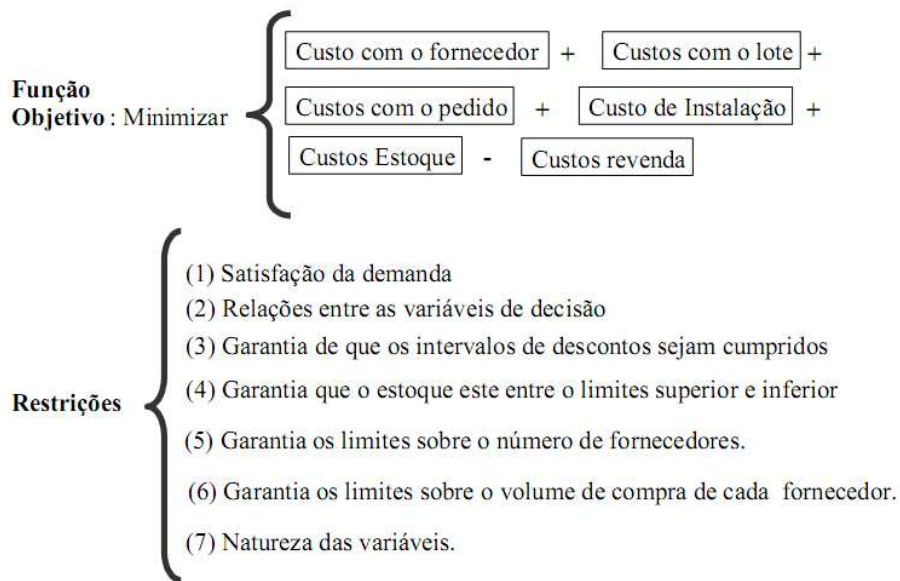 Custo com o fornecedor + Custos com o lote +
Função
Objetivo : Minimizar
Custos com o pedido + Custo de Instalação +
Custos Estoque - Custos revenda
(1) Satisfação da demanda
(2) Relações entre as variáveis de decisão
(3) Garantia de que os intervalos de descontos sejam cumpridos
(4) Garantia que o estoque este entre o limites superior e inferior
Restrições
(5) Garantia os limites sobre o número de fornecedores.
(6) Garantia os limites sobre o volume de compra de cada fornecedor.
(7) Natureza das variáveis.